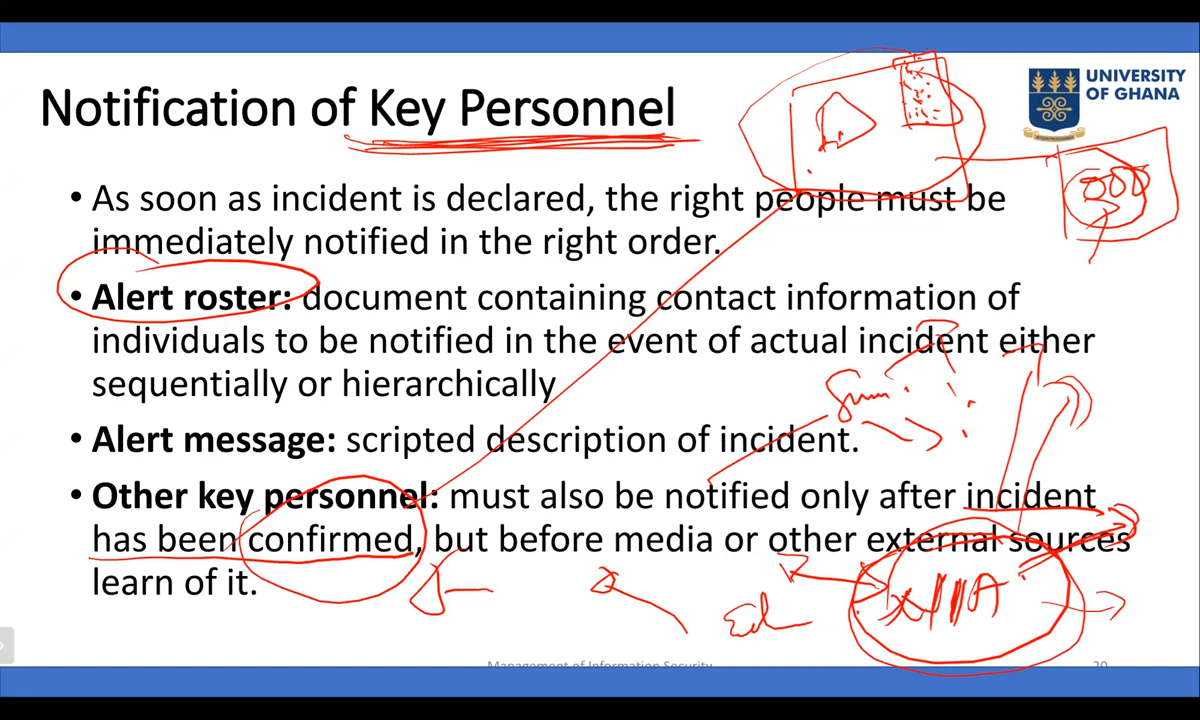 Notification of Key Personnel
UNIVERSITY
OF GHANA
• As soon as incident is declared, the right people must be
immediately notified in the right order.
• Alert roster: document containing contact information of
individuals to be notified in the event of actual incident either
sequentially or hierarchically
• Alert message: scripted description of incident.
• Other key personnel: must also be notified only after incident
has been confirmed, but before media or other external sources
learn of it.
Management of Information Security
20